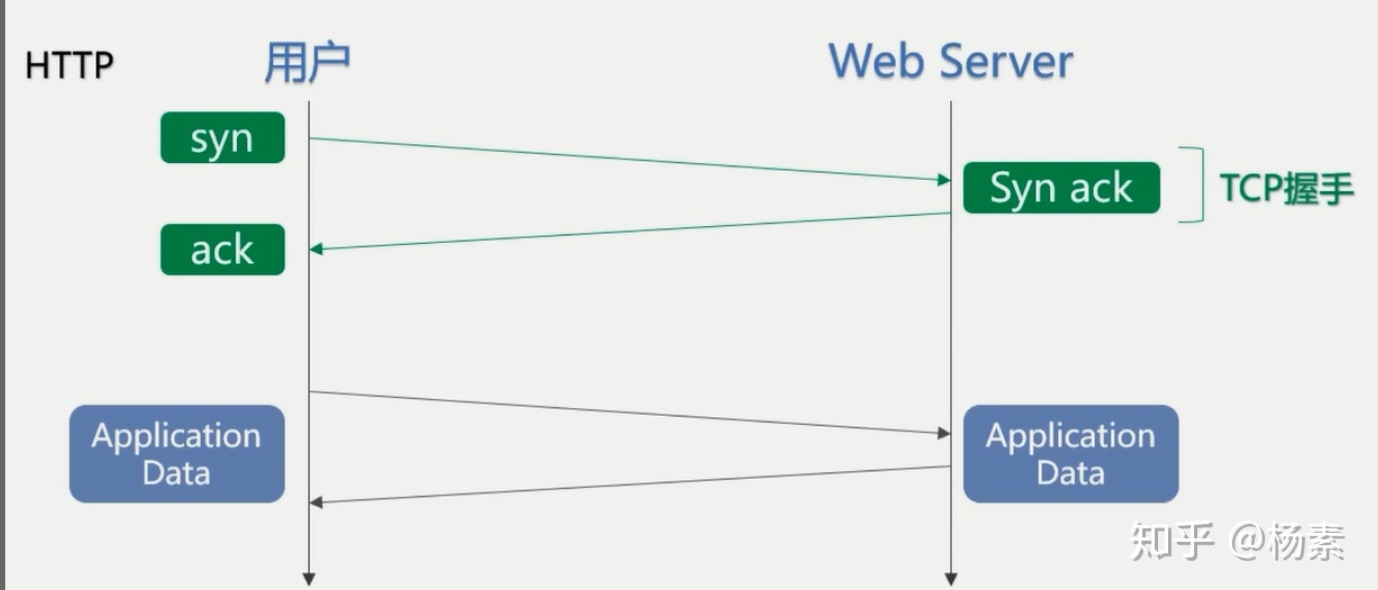 HTTP
用户
Web Server
syn
Syn ack
TCP握手
ack
Application
Data
Application
Data
知乎 @杨素